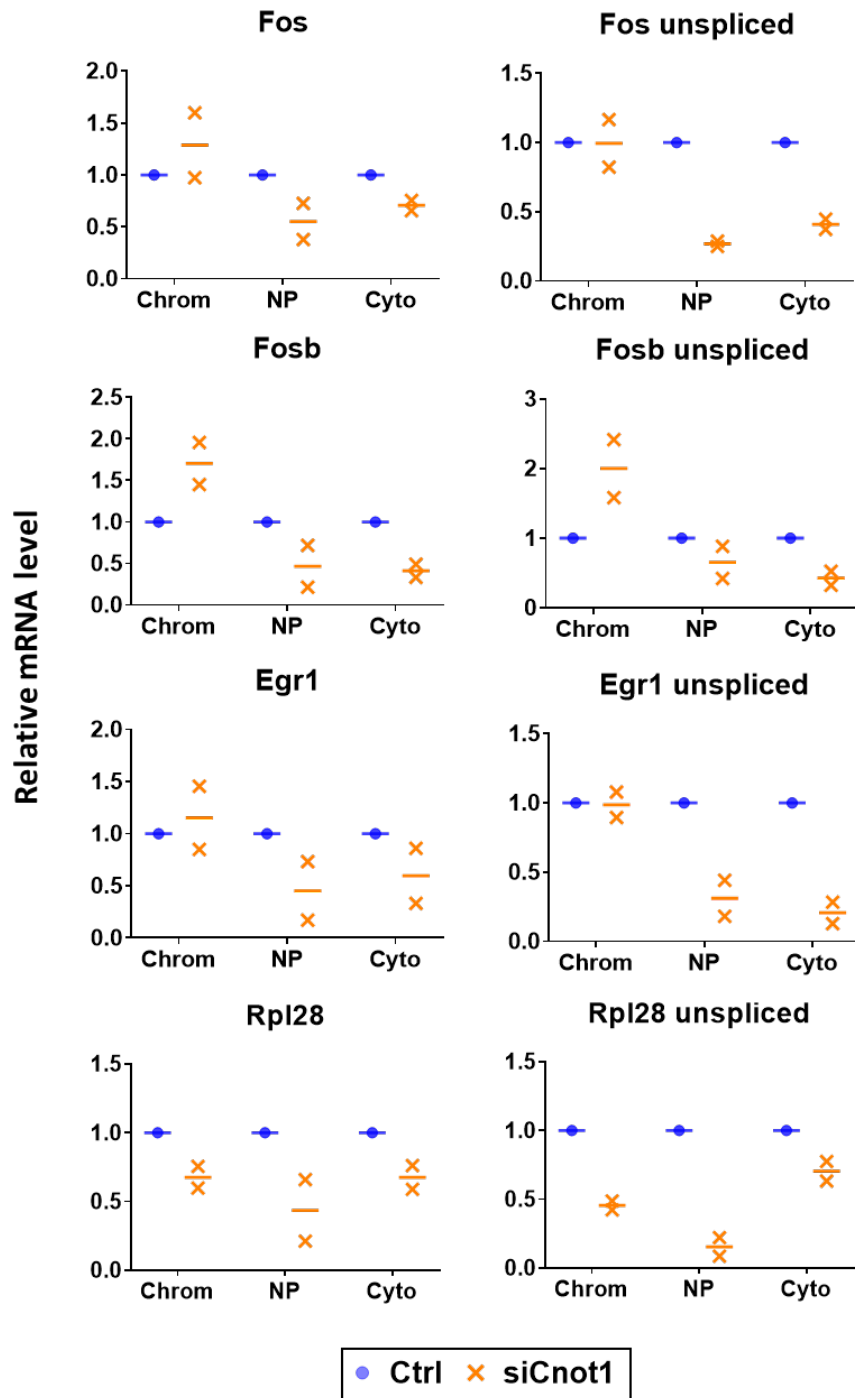 Fos
2.0
1.5
1.0
0.5
0.0
Chrom NP Cyto
Fos unspliced
1.5
1.0
0.5
0.0
Chrom NP Cyto
Fosb
2.5
2.0
1.5
1.0
0.5
0.0
Chrom NP Cyto
Fosb unspliced
3
2
1
0
Chrom NP Cyto
Relative mRNA level
Egr1
2.0
1.5
1.0
0.5
0.0
Chrom NP Cyto
Egr1 unspliced
1.5
1.0
0.5
0.0
Chrom NP Cyto
Rpl28
1.5
1.0
0.5
0.0
Chrom NP Cyto
Rpl28 unspliced
1.5
1.0
0.5
0.0
Chrom NP Cyto
Ctrl siCnot1